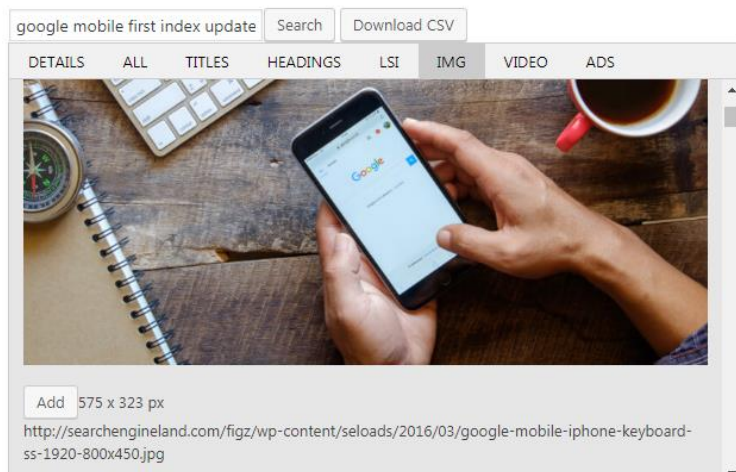 google mobile first index update Search Download CSV
DETAILS ALL TITLES HEADINGS LSI IMG VIDEO ADS
Google
Add 575 x 323 px
http://searchengineland.com/figz/wp-content/seloads/2016/03/google-mobile-iphone-keyboard-
ss-1920-800x450.jpg